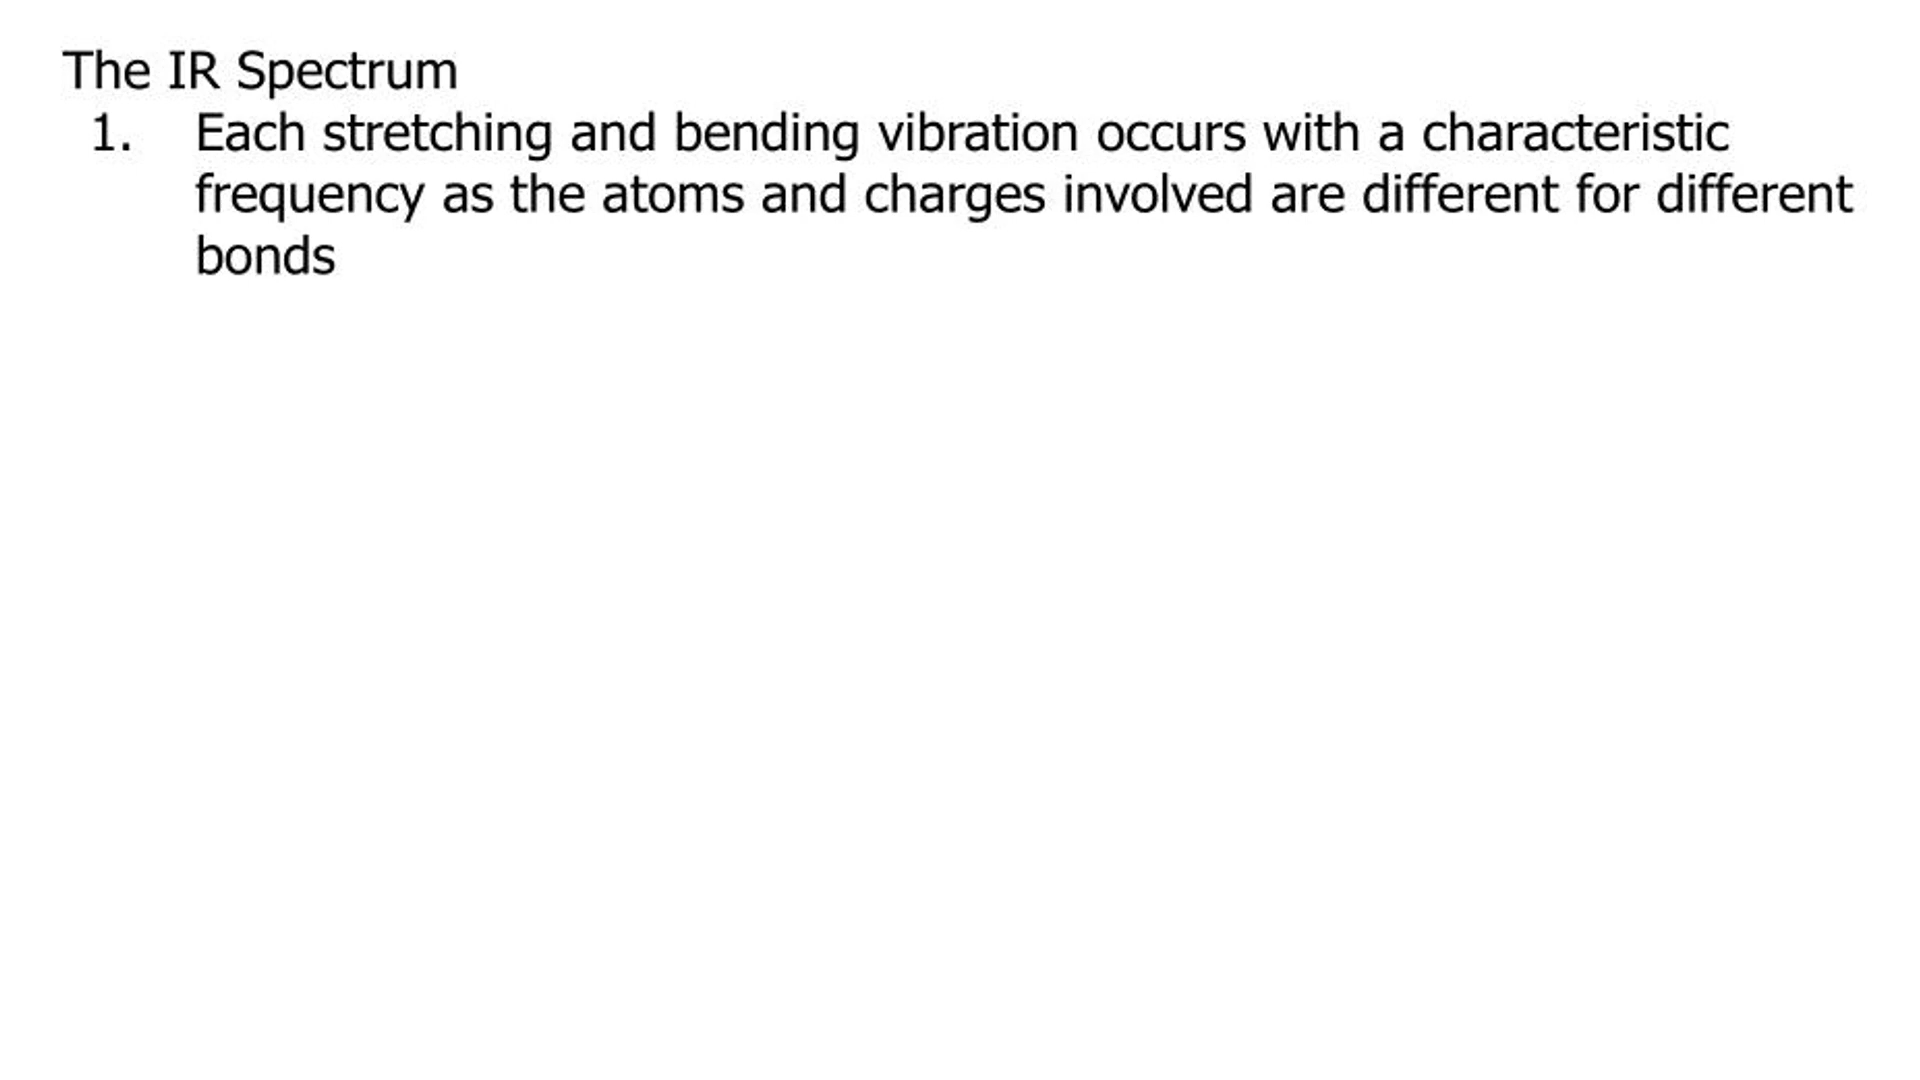 The IR Spectrum
1. Each stretching and bending vibration occurs with a characteristic
frequency as the atoms and charges involved are different for different
bonds